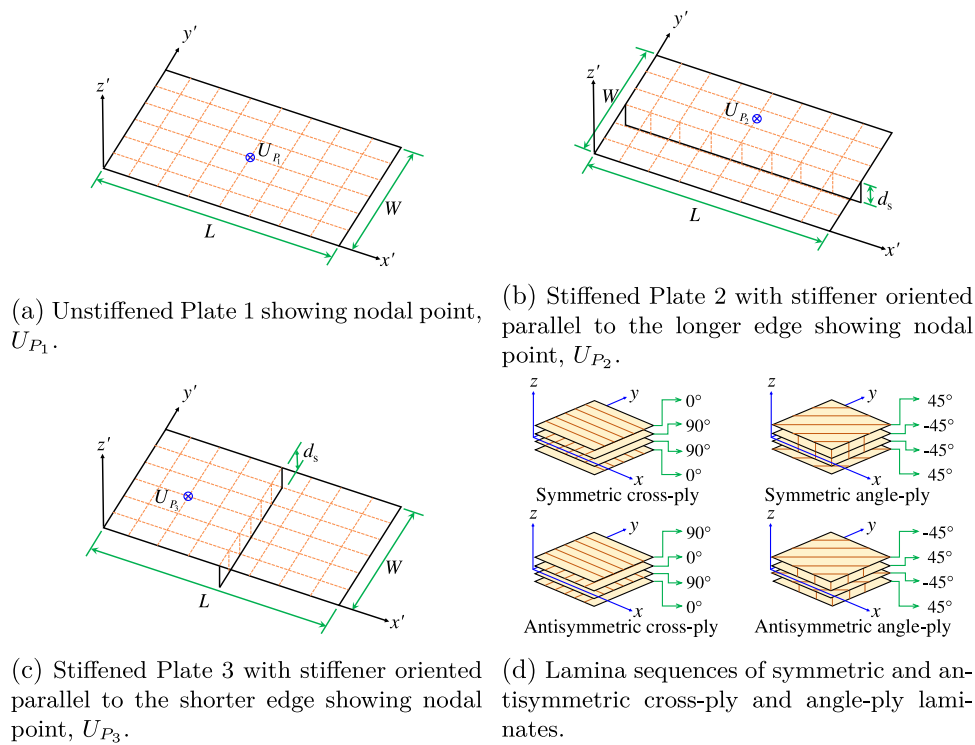 y′
z′
U_{P_1}
W
L
x′
(a) Unstiffened Plate 1 showing nodal point,
U_{P_1}.
y′
z′
W
U_{P_2}
d_s
L
x′
(b) Stiffened Plate 2 with stiffener oriented
parallel to the longer edge showing nodal
point, U_{P_2}.
y′
z′
d_s
U_{P_3}
W
L
x′
(c) Stiffened Plate 3 with stiffener oriented
parallel to the shorter edge showing nodal
point, U_{P_3}.
z
y
0°
90°
90°
0°
x
Symmetric cross-ply
z
y
45°
-45°
-45°
45°
x
Symmetric angle-ply
z
y
90°
0°
90°
0°
x
Antisymmetric cross-ply
z
y
-45°
45°
-45°
45°
x
Antisymmetric angle-ply
(d) Lamina sequences of symmetric and an-
tisymmetric cross-ply and angle-ply lami-
nates.